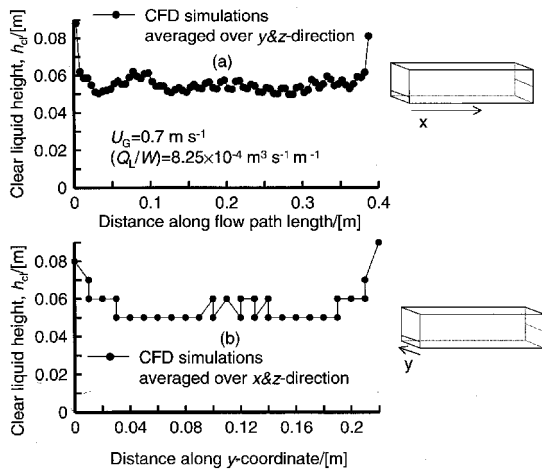 CFD simulations
averaged over y&z-direction
(a)
Clear liquid height, h_cl/[m]
0.08
0.06
0.04
0.02
0
U_G=0.7 m s⁻¹
(Q_L/W)=8.25×10⁻⁴ m³ s⁻¹ m⁻¹
0 0.1 0.2 0.3 0.4
Distance along flow path length/[m]
x
Clear liquid height, h_cl/[m]
0.08
0.06
0.04
0.02
0
(b)
CFD simulations
averaged over x&z-direction
0 0.04 0.08 0.12 0.16 0.2
Distance along y-coordinate/[m]
y